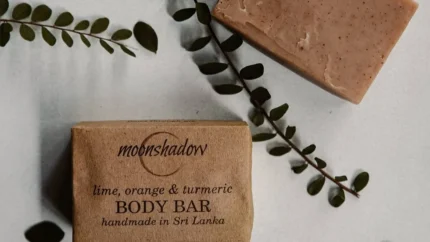 moonshadow
lime, orange & turmeric
BODY BAR
handmade in Sri Lanka